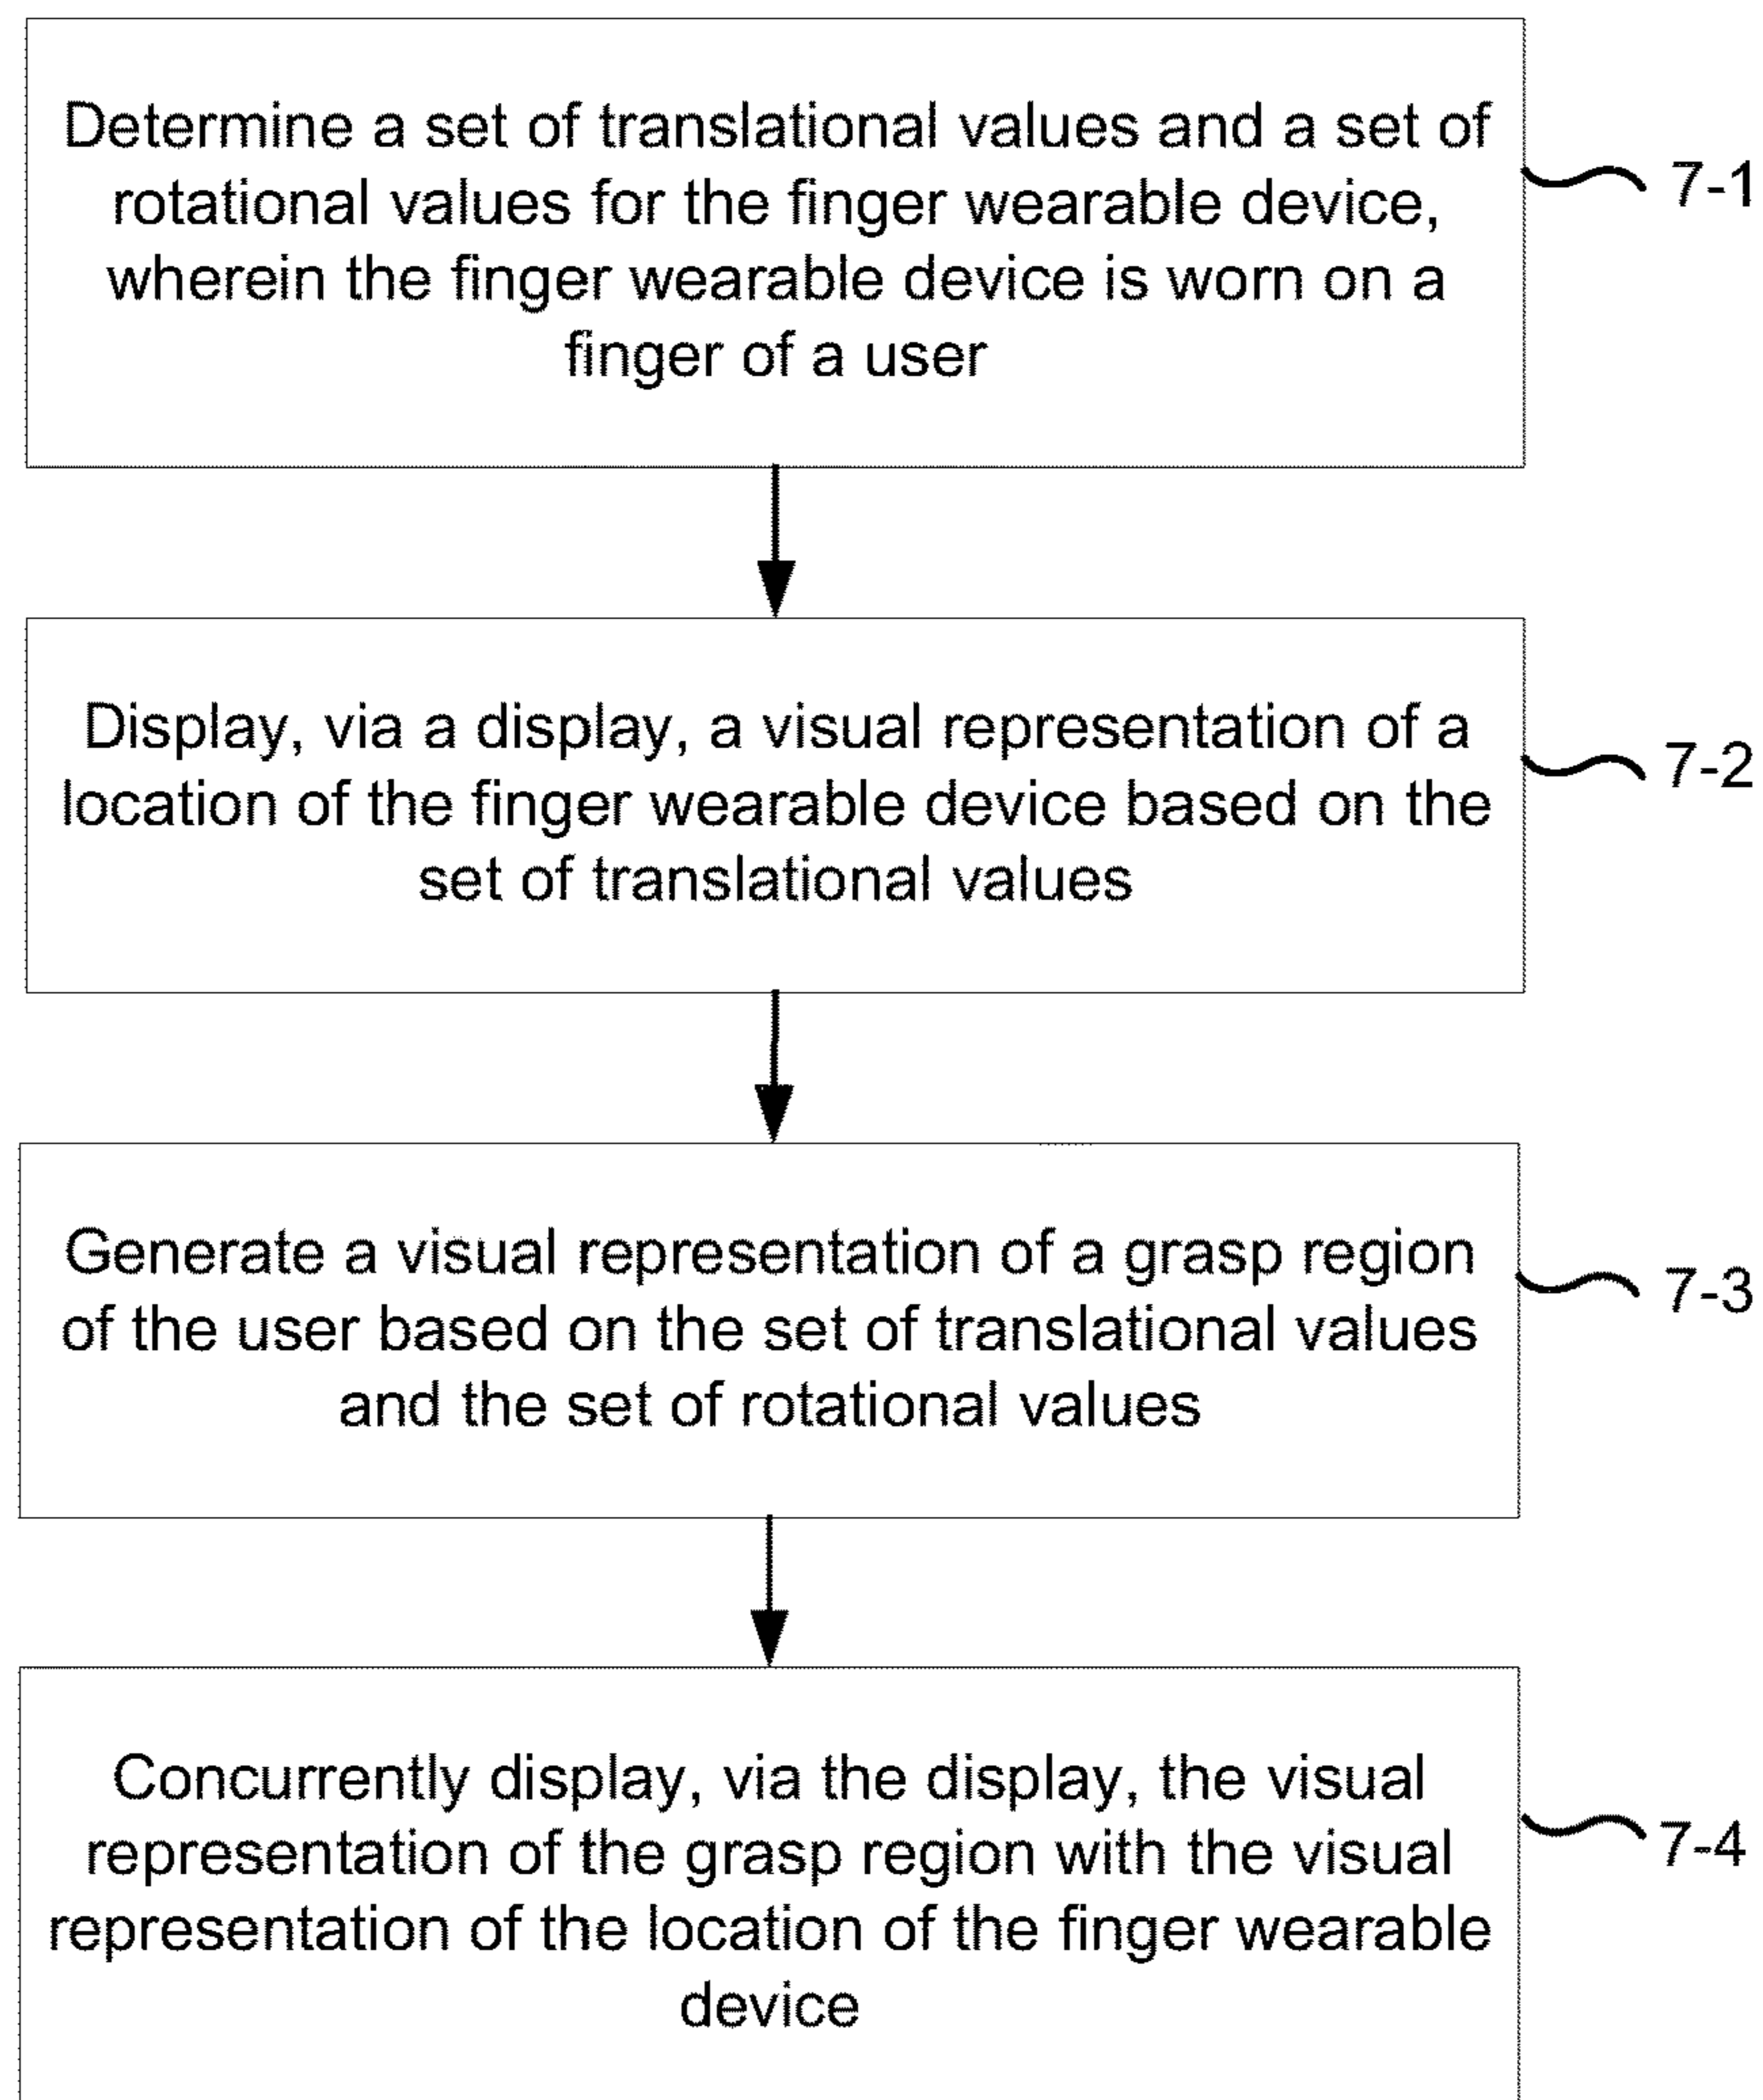 Determine a set of translational values and a set of
rotational values for the finger wearable device,
wherein the finger wearable device is worn on a
finger of a user
7-1
Display, via a display, a visual representation of a
location of the finger wearable device based on the
set of translational values
7-2
Generate a visual representation of a grasp region
of the user based on the set of translational values
and the set of rotational values
7-3
Concurrently display, via the display, the visual
representation of the grasp region with the visual
representation of the location of the finger wearable
device
7-4